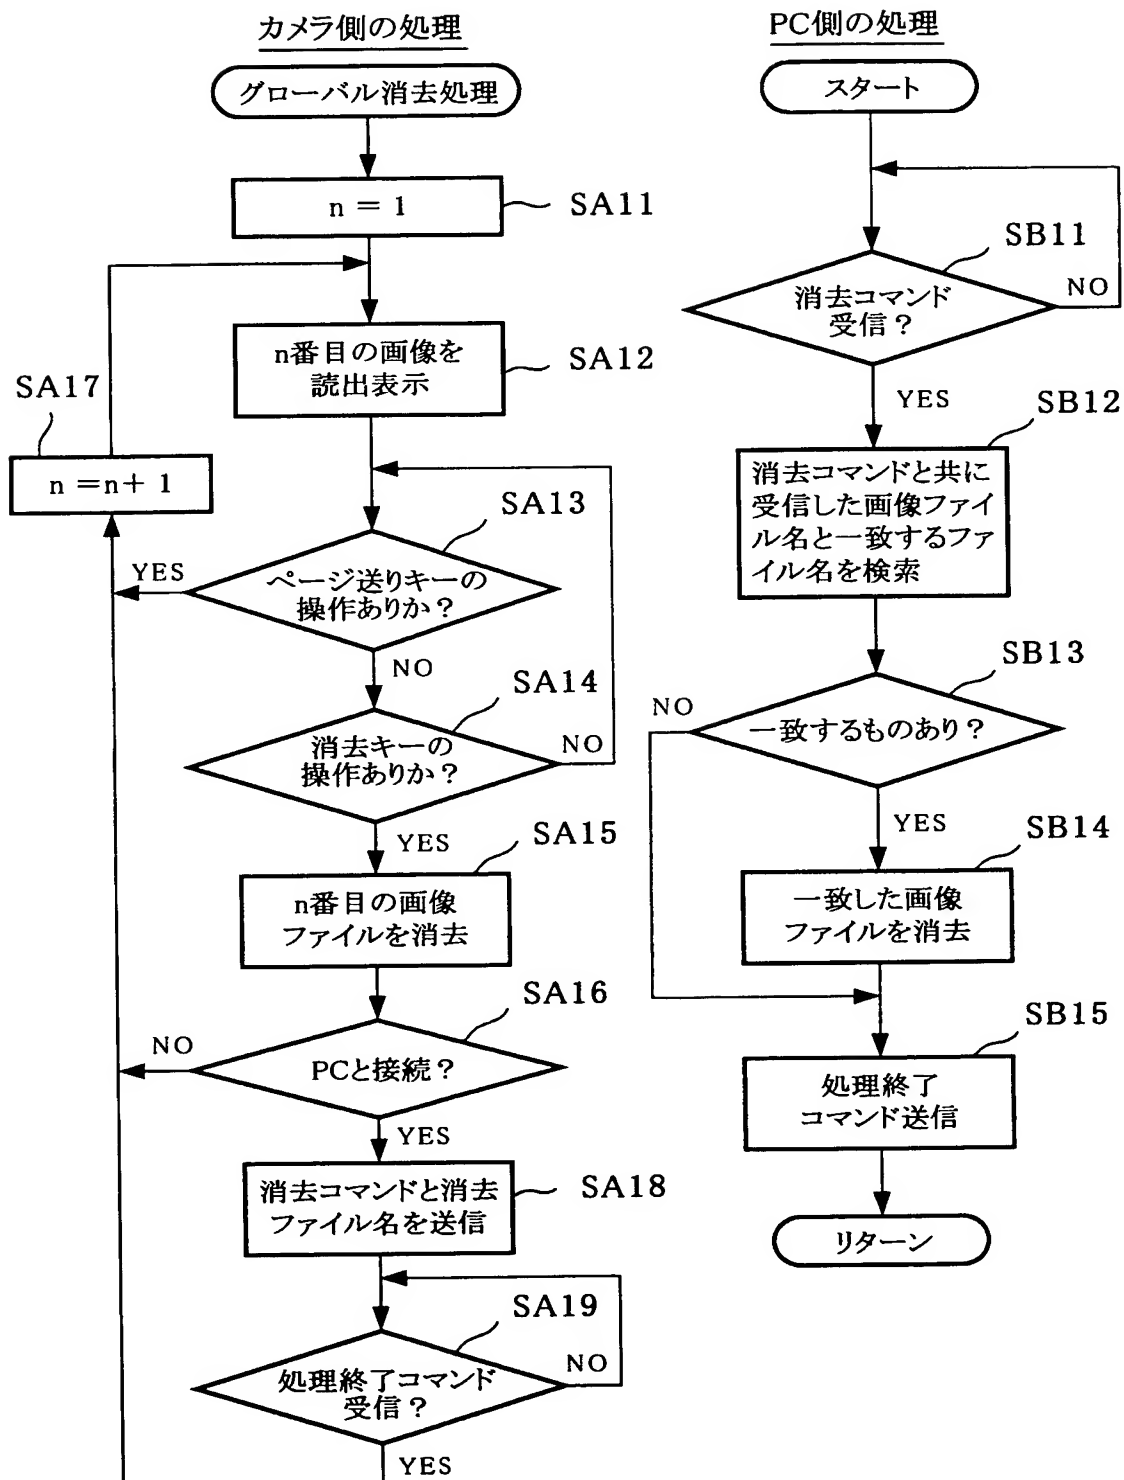 カメラ側の処理
グローバル消去処理
n = 1
SA11
n番目の画像を
読出表示
SA12
SA17
n =n+ 1
SA13
ページ送りキーの
操作ありか？
YES
NO
SA14
消去キーの
操作ありか？
NO
YES
SA15
n番目の画像
ファイルを消去
SA16
PCと接続？
NO
YES
消去コマンドと消去
ファイル名を送信
SA18
SA19
処理終了コマンド
受信？
NO
YES
PC側の処理
スタート
SB11
消去コマンド
受信？
NO
YES
SB12
消去コマンドと共に
受信した画像ファイ
ル名と一致するファ
イル名を検索
SB13
一致するものあり？
NO
YES
SB14
一致した画像
ファイルを消去
SB15
処理終了
コマンド送信
リターン